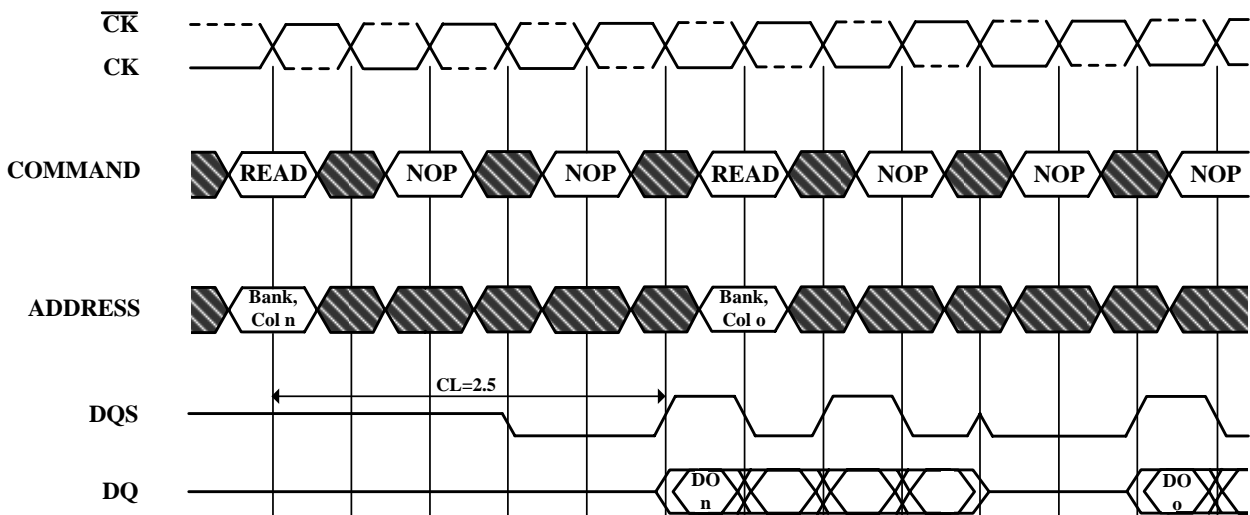 C̅K̅
CK
COMMAND READ NOP NOP READ NOP NOP NOP
ADDRESS Bank, Col n Bank, Col o
CL=2.5
DQS
DQ DO n DO o